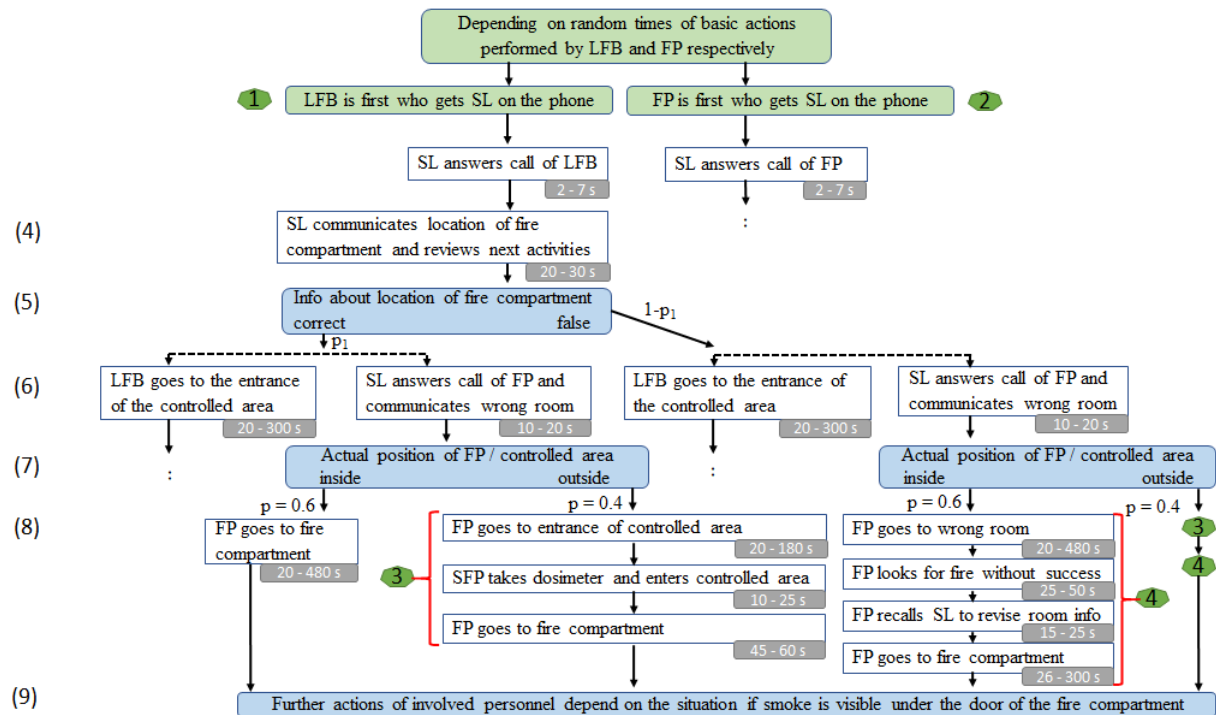 Depending on random times of basic actions
performed by LFB and FP respectively
1
LFB is first who gets SL on the phone
FP is first who gets SL on the phone
2
SL answers call of LFB
2 - 7 s
SL answers call of FP
2 - 7 s
:
(4)
SL communicates location of fire
compartment and reviews next activities
20 - 30 s
(5)
Info about location of fire compartment
correct false
p1
1-p1
(6)
LFB goes to the entrance
of the controlled area
20 - 300 s
:
SL answers call of FP and
communicates wrong room
10 - 20 s
LFB goes to the entrance of
the controlled area
20 - 300 s
:
SL answers call of FP and
communicates wrong room
10 - 20 s
(7)
Actual position of FP / controlled area
inside outside
Actual position of FP / controlled area
inside outside
p = 0.6
p = 0.4
p = 0.6
p = 0.4
(8)
FP goes to fire
compartment
20 - 480 s
3
FP goes to entrance of controlled area
20 - 180 s
SFP takes dosimeter and enters controlled area
10 - 25 s
FP goes to fire compartment
45 - 60 s
FP goes to wrong room
20 - 480 s
FP looks for fire without success
25 - 50 s
FP recalls SL to revise room info
15 - 25 s
FP goes to fire compartment
26 - 300 s
4
3
4
(9)
Further actions of involved personnel depend on the situation if smoke is visible under the door of the fire compartment